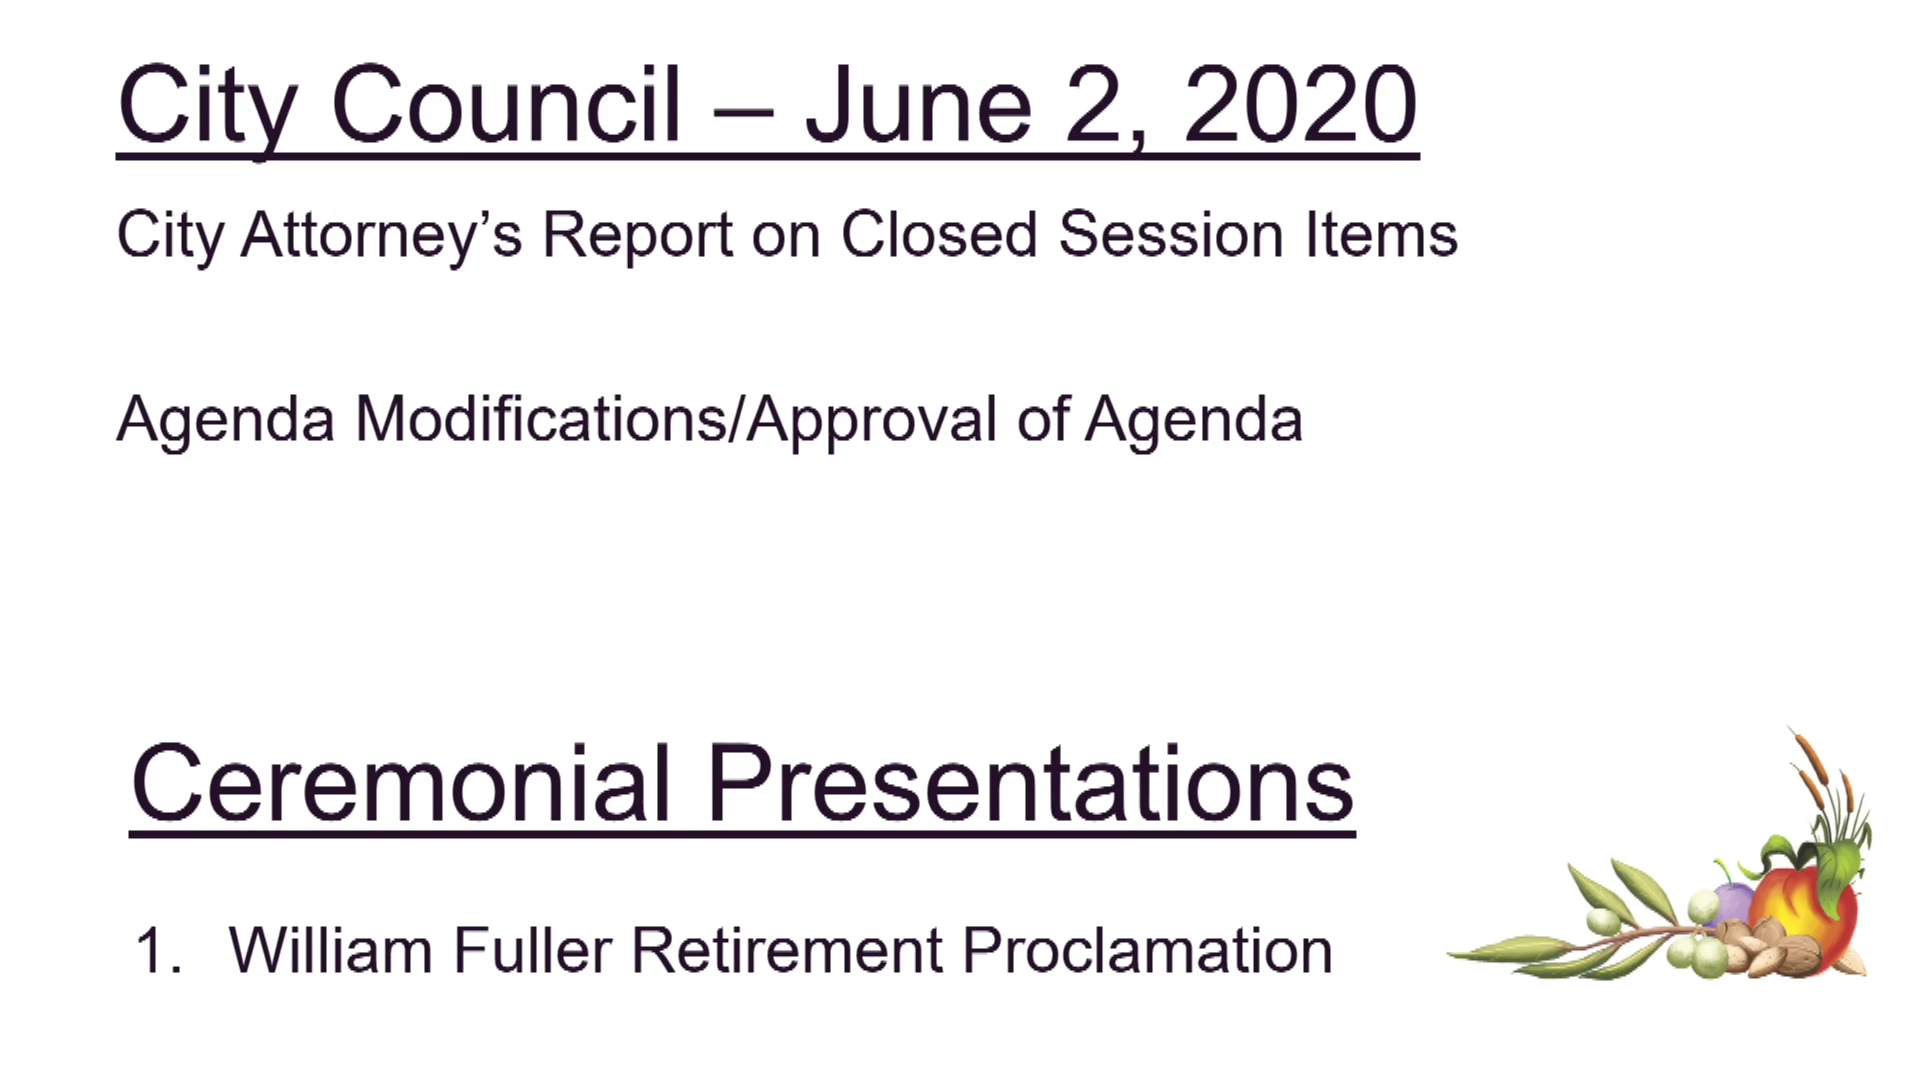 City Council – June 2, 2020
City Attorney’s Report on Closed Session Items
Agenda Modifications/Approval of Agenda
Ceremonial Presentations
1. William Fuller Retirement Proclamation